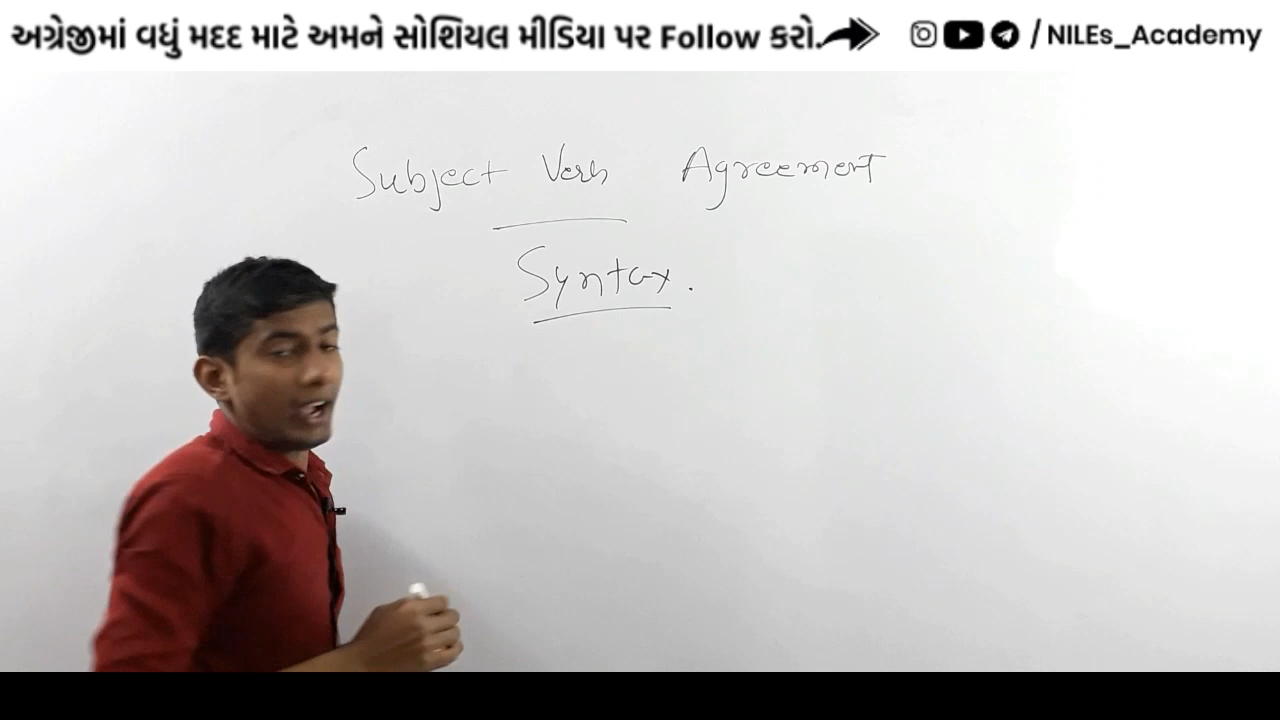 અગ્રેજીમાં વધું મદદ માટે અમને સોશિયલ મીડિયા પર Follow કરો. / NILEs_Academy
Subject Verb Agreement
Syntax.